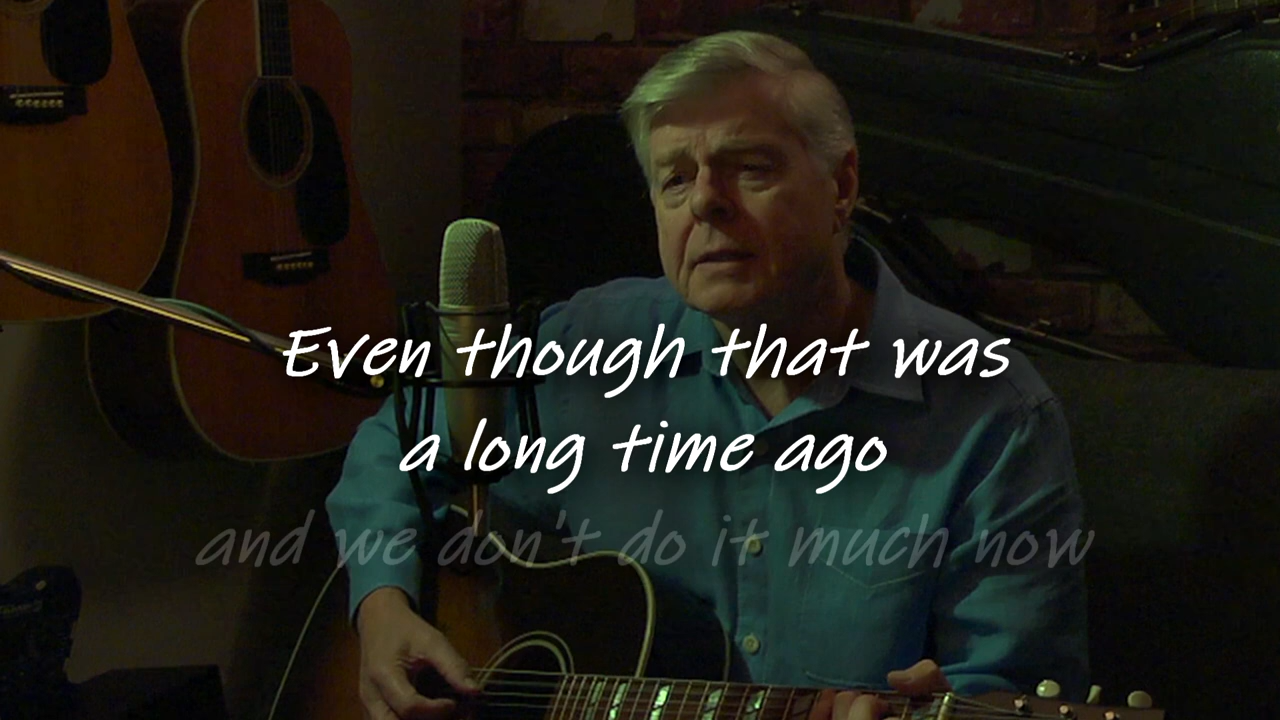 Even though that was
a long time ago
and we don't do it much now